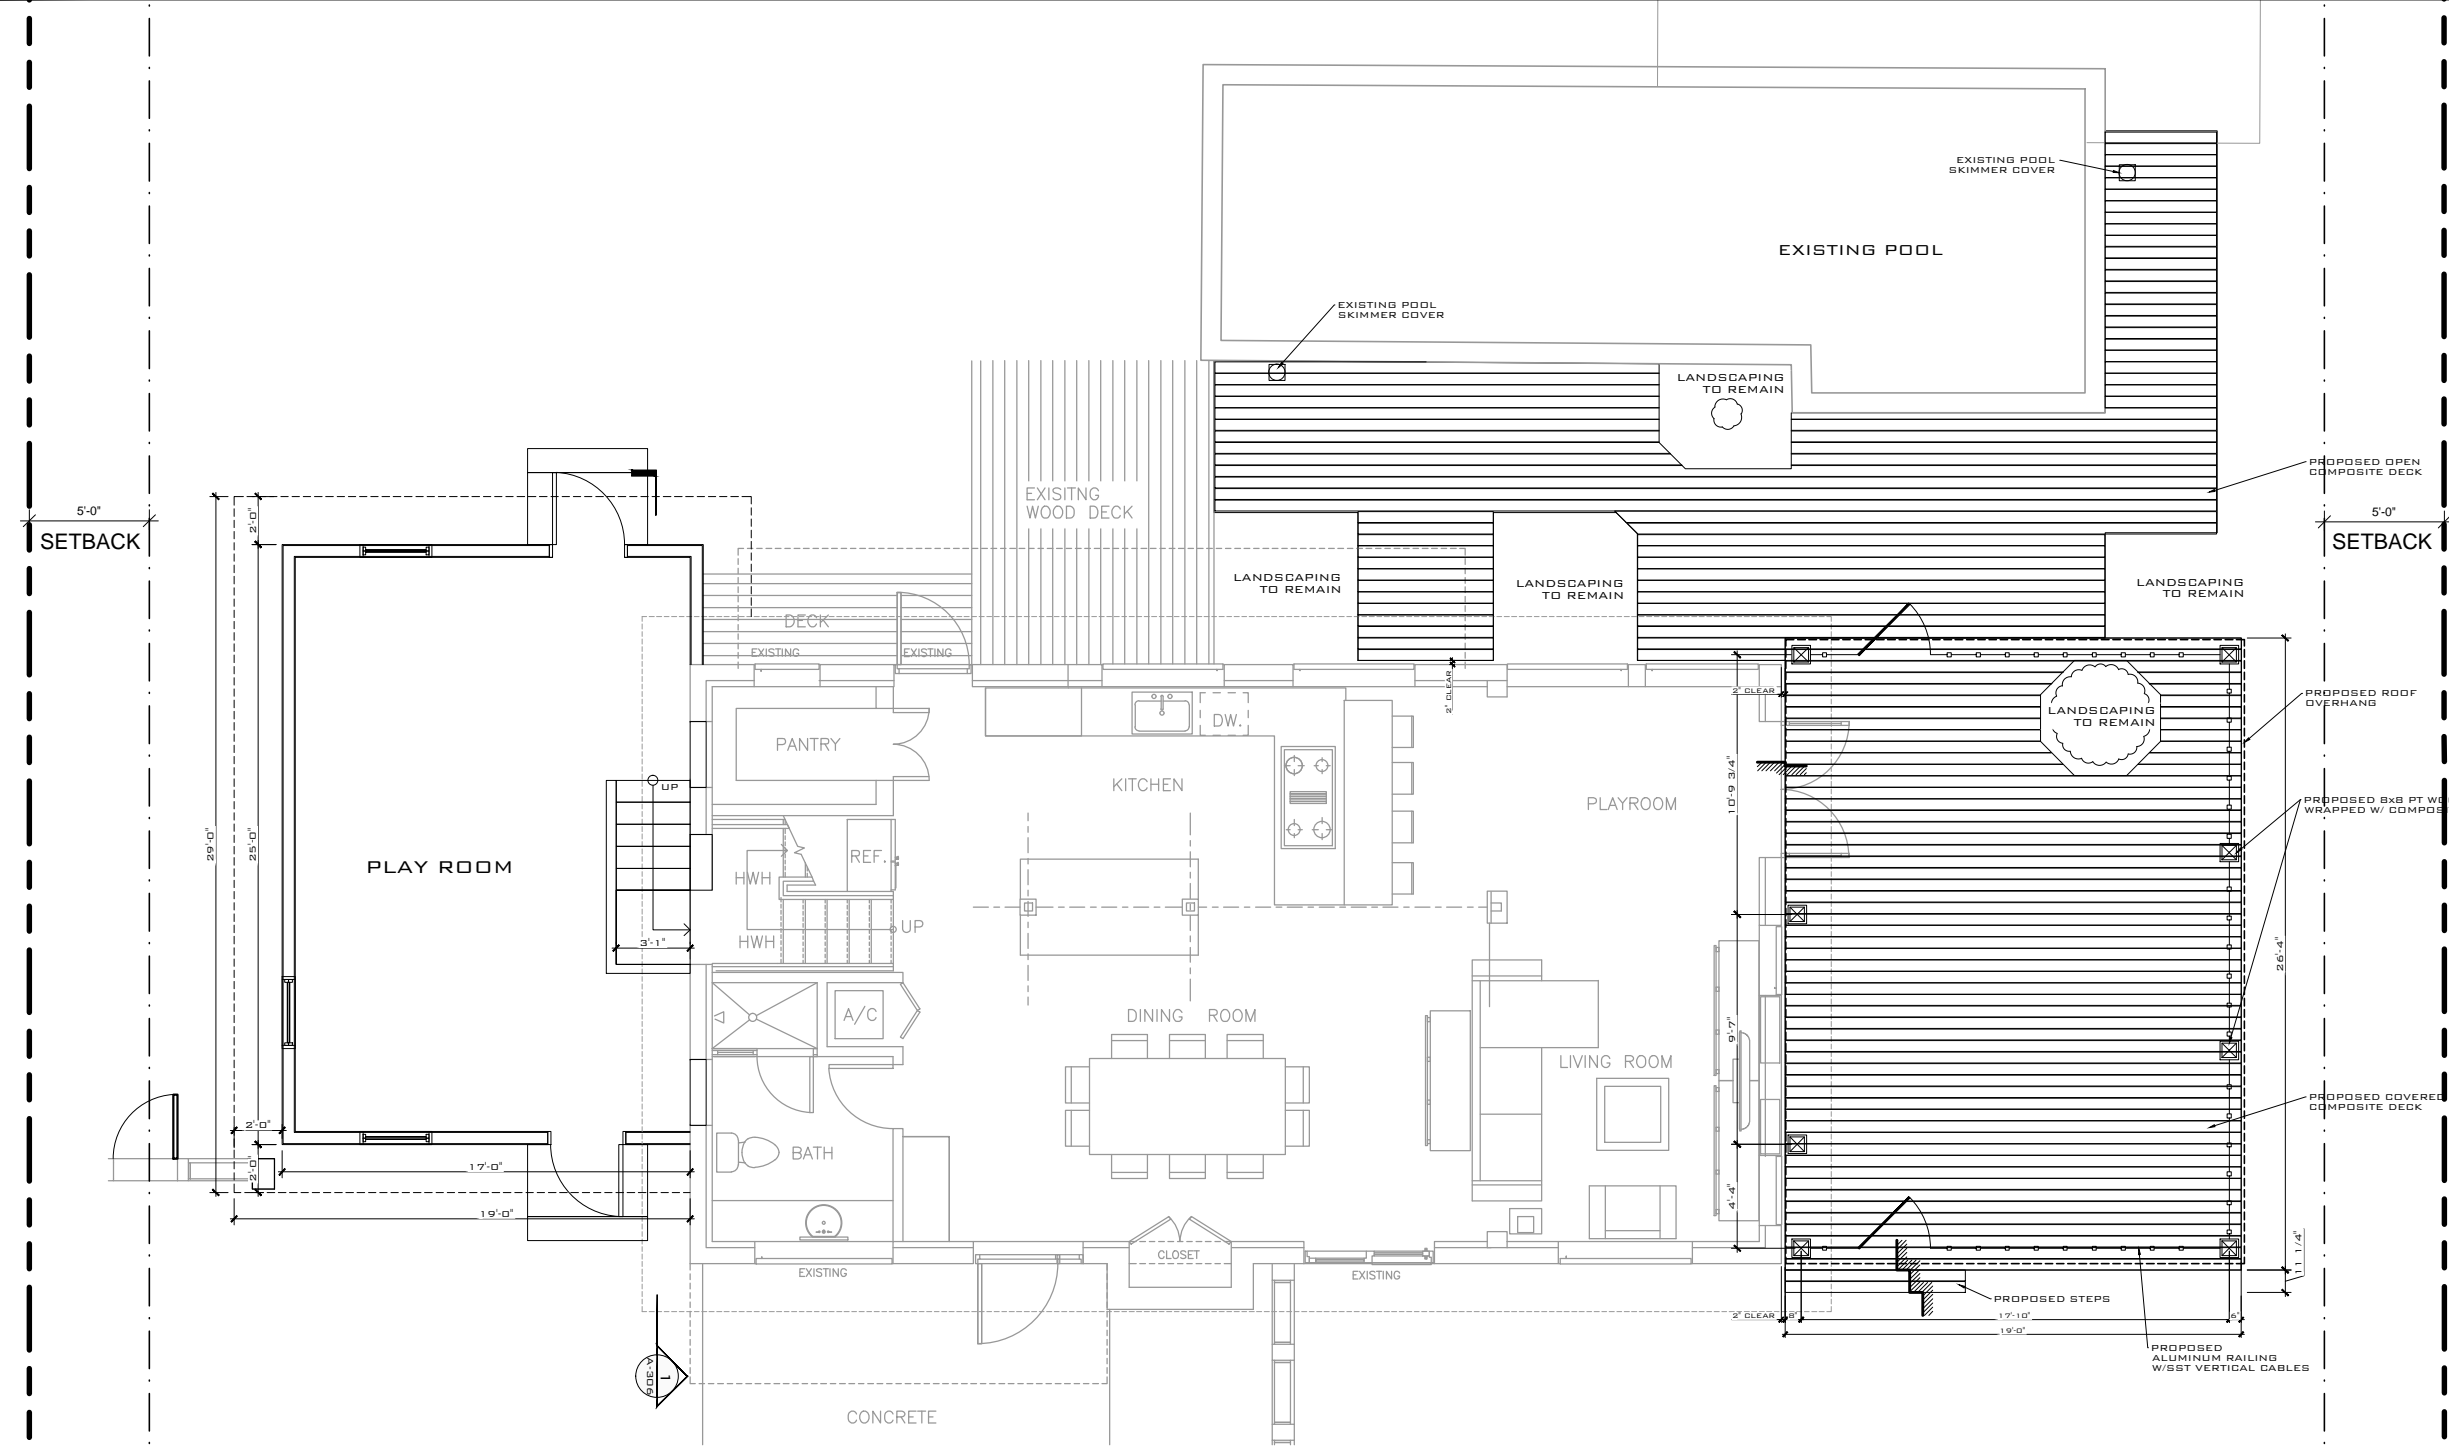 EXISTING POOL
SKIMMER COVER
EXISTING POOL
EXISTING POOL
SKIMMER COVER
LANDSCAPING
TO REMAIN
PROPOSED OPEN
COMPOSITE DECK
5'-0"
SETBACK
5'-0"
SETBACK
2'-0"
EXISITNG
WOOD DECK
LANDSCAPING
TO REMAIN
LANDSCAPING
TO REMAIN
LANDSCAPING
TO REMAIN
DECK
EXISTING
EXISTING
2" CLEAR
2" CLEAR
PROPOSED ROOF
OVERHANG
LANDSCAPING
TO REMAIN
DW.
PANTRY
KITCHEN
PLAYROOM
10'-9 3/4"
UP
PROPOSED 8x8 PT WO
WRAPPED W/ COMPOS
29'-0"
25'-0"
PLAY ROOM
REF.
HWH
HWH
UP
3'-1"
26'-4"
A/C
DINING ROOM
9'-7"
LIVING ROOM
PROPOSED COVERED
COMPOSITE DECK
2'-0"
2'-0"
17'-0"
BATH
4'-4"
19'-0"
CLOSET
EXISTING
EXISTING
11 1/4"
PROPOSED STEPS
2" CLEAR
8"
17'-10"
6"
19'-0"
PROPOSED
ALUMINUM RAILING
W/SST VERTICAL CABLES
1
A-306
CONCRETE